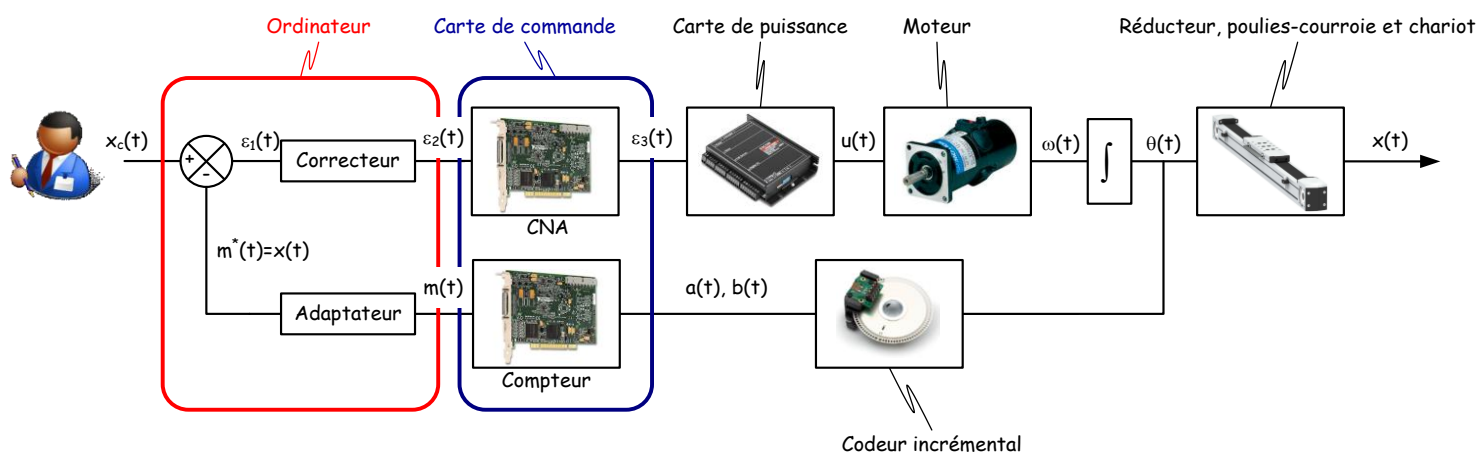 Ordinateur
Carte de commande
Carte de puissance
Moteur
Réducteur, poulies-courroie et chariot
x_c(t)
+
-
ε₁(t)
Correcteur
ε₂(t)
CNA
ε₃(t)
u(t)
ω(t)
∫
θ(t)
x(t)
m*(t)=x(t)
Adaptateur
m(t)
Compteur
a(t), b(t)
Codeur incrémental